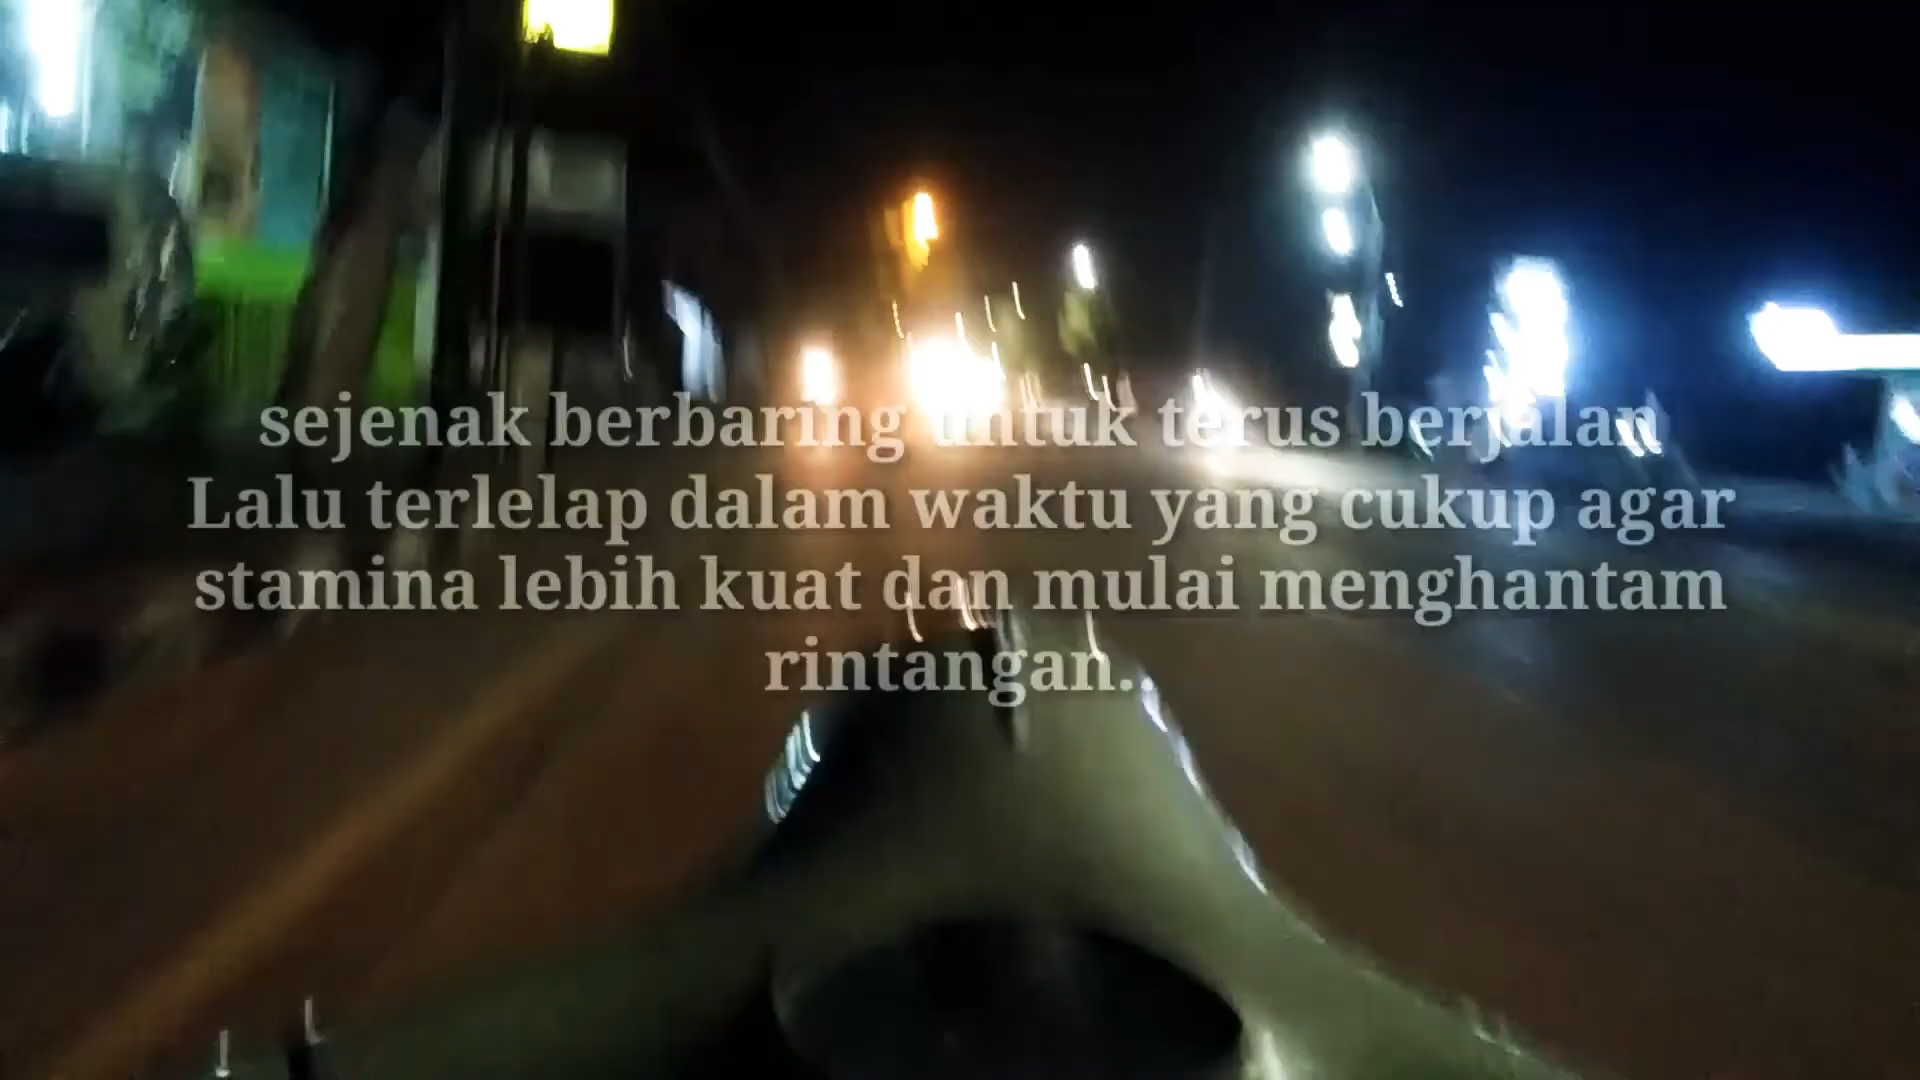 sejenak berbaring untuk terus berjalan
Lalu terlelap dalam waktu yang cukup agar
stamina lebih kuat dan mulai menghantam
rintangan.